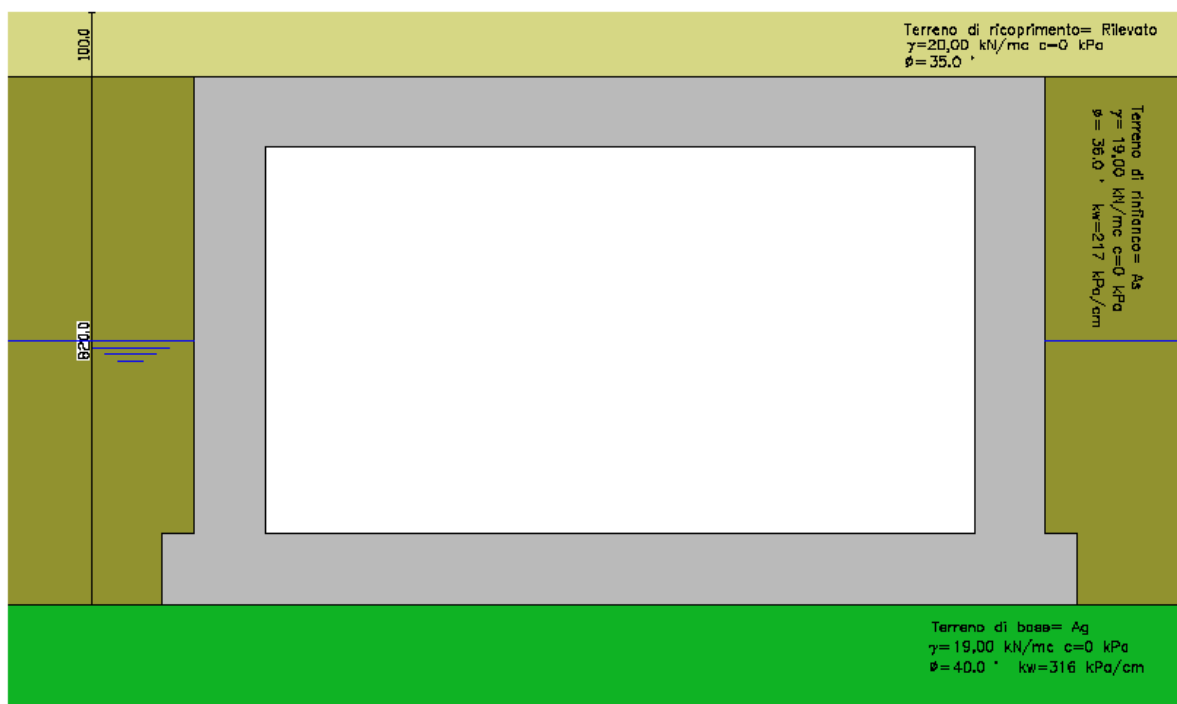 100.0
Terreno di ricoprimento= Rilevato
γ=20,00 kN/mc c=0 kPa
ø=35.0 °
Terreno di rinfianco= As
γ= 19,00 kN/mc c=0 kPa
ø= 36.0 ° kw=217 kPa/cm
820.0
Terreno di base= Ag
γ=19,00 kN/mc c=0 kPa
ø=40.0 ° kw=316 kPa/cm